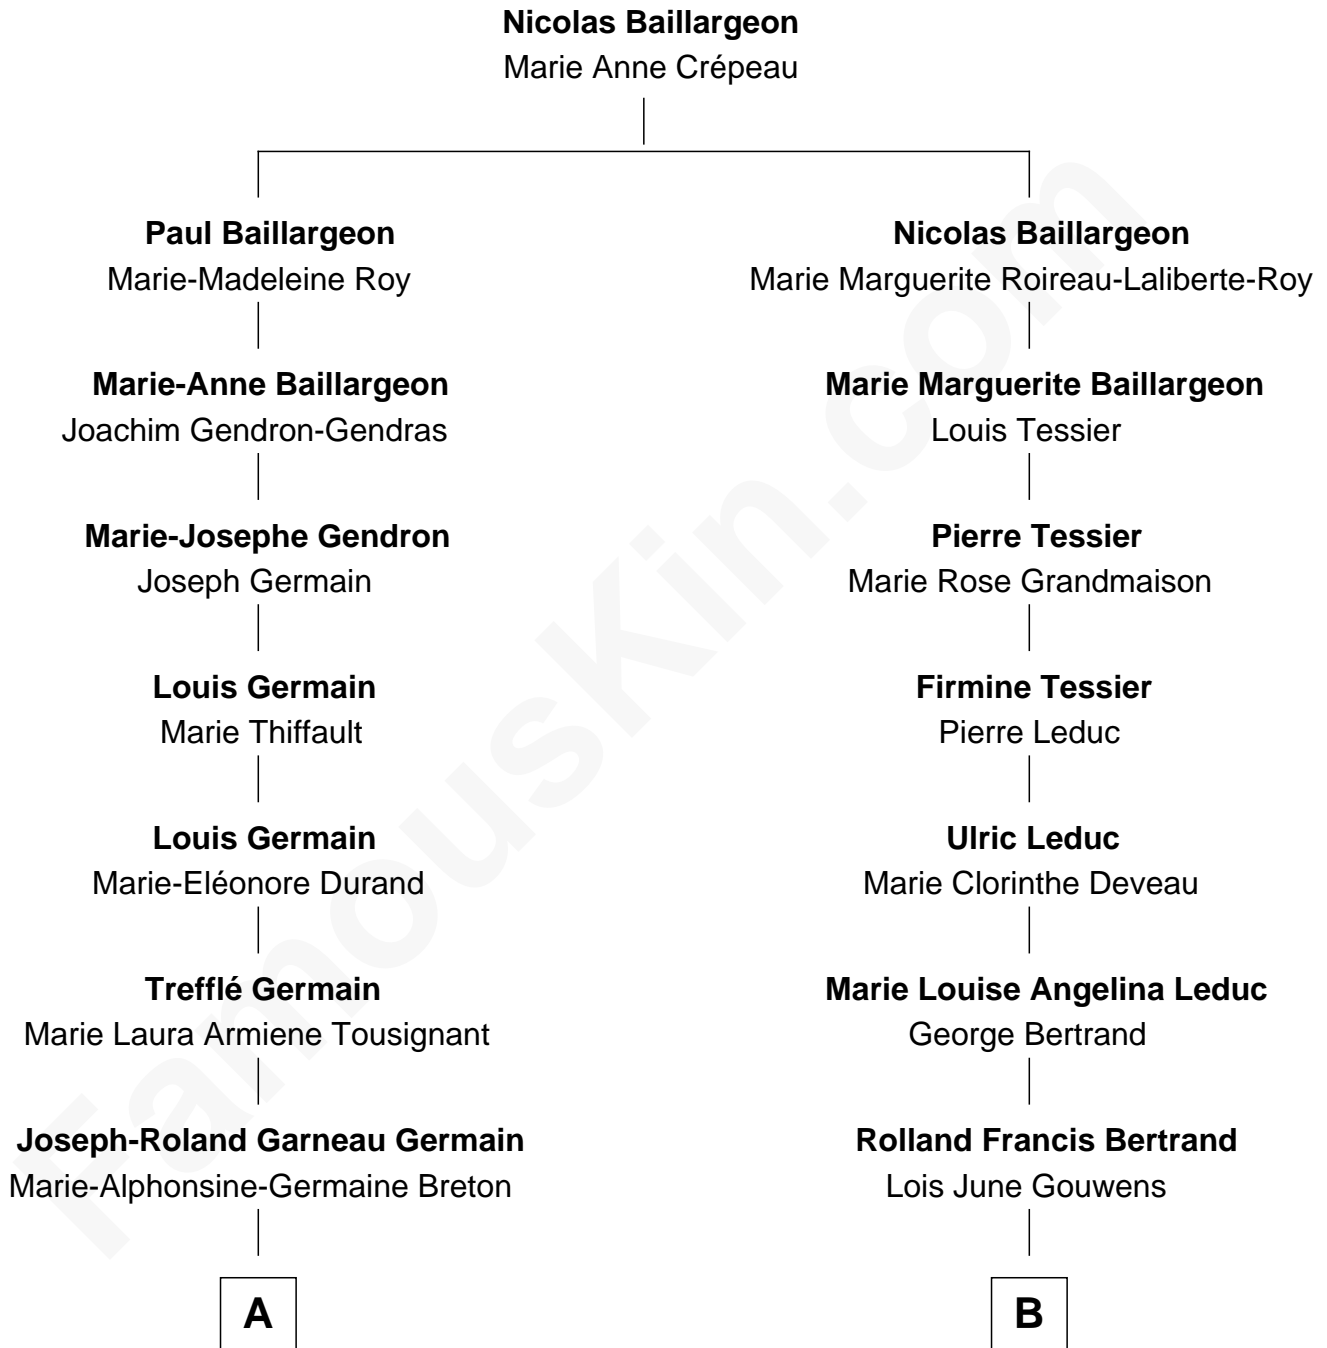 Nicolas Baillargeon
Marie Anne Crépeau
Paul Baillargeon
Marie-Madeleine Roy
Marie-Anne Baillargeon
Joachim Gendron-Gendras
Marie-Josephe Gendron
Joseph Germain
Louis Germain
Marie Thiffault
Louis Germain
Marie-Eléonore Durand
Trefflé Germain
Marie Laura Armiene Tousignant
Joseph-Roland Garneau Germain
Marie-Alphonsine-Germaine Breton
A
Nicolas Baillargeon
Marie Marguerite Roireau-Laliberte-Roy
Marie Marguerite Baillargeon
Louis Tessier
Pierre Tessier
Marie Rose Grandmaison
Firmine Tessier
Pierre Leduc
Ulric Leduc
Marie Clorinthe Deveau
Marie Louise Angelina Leduc
George Bertrand
Rolland Francis Bertrand
Lois June Gouwens
B
FamousKin.com